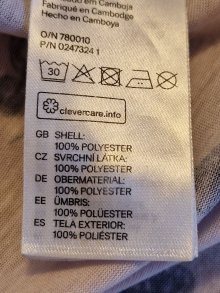 Fabriqué en Cambodge
Hecho en Camboya
O/N 780010
P/N 0247324 1
30
clevercare.info
GB SHELL:
100% POLYESTER
CZ SVRCHNÍ LÁTKA:
100% POLYESTER
DE OBERMATERIAL:
100% POLYESTER
EE ÜMBRIS:
100% POLÜESTER
ES TELA EXTERIOR:
100% POLIÉSTER